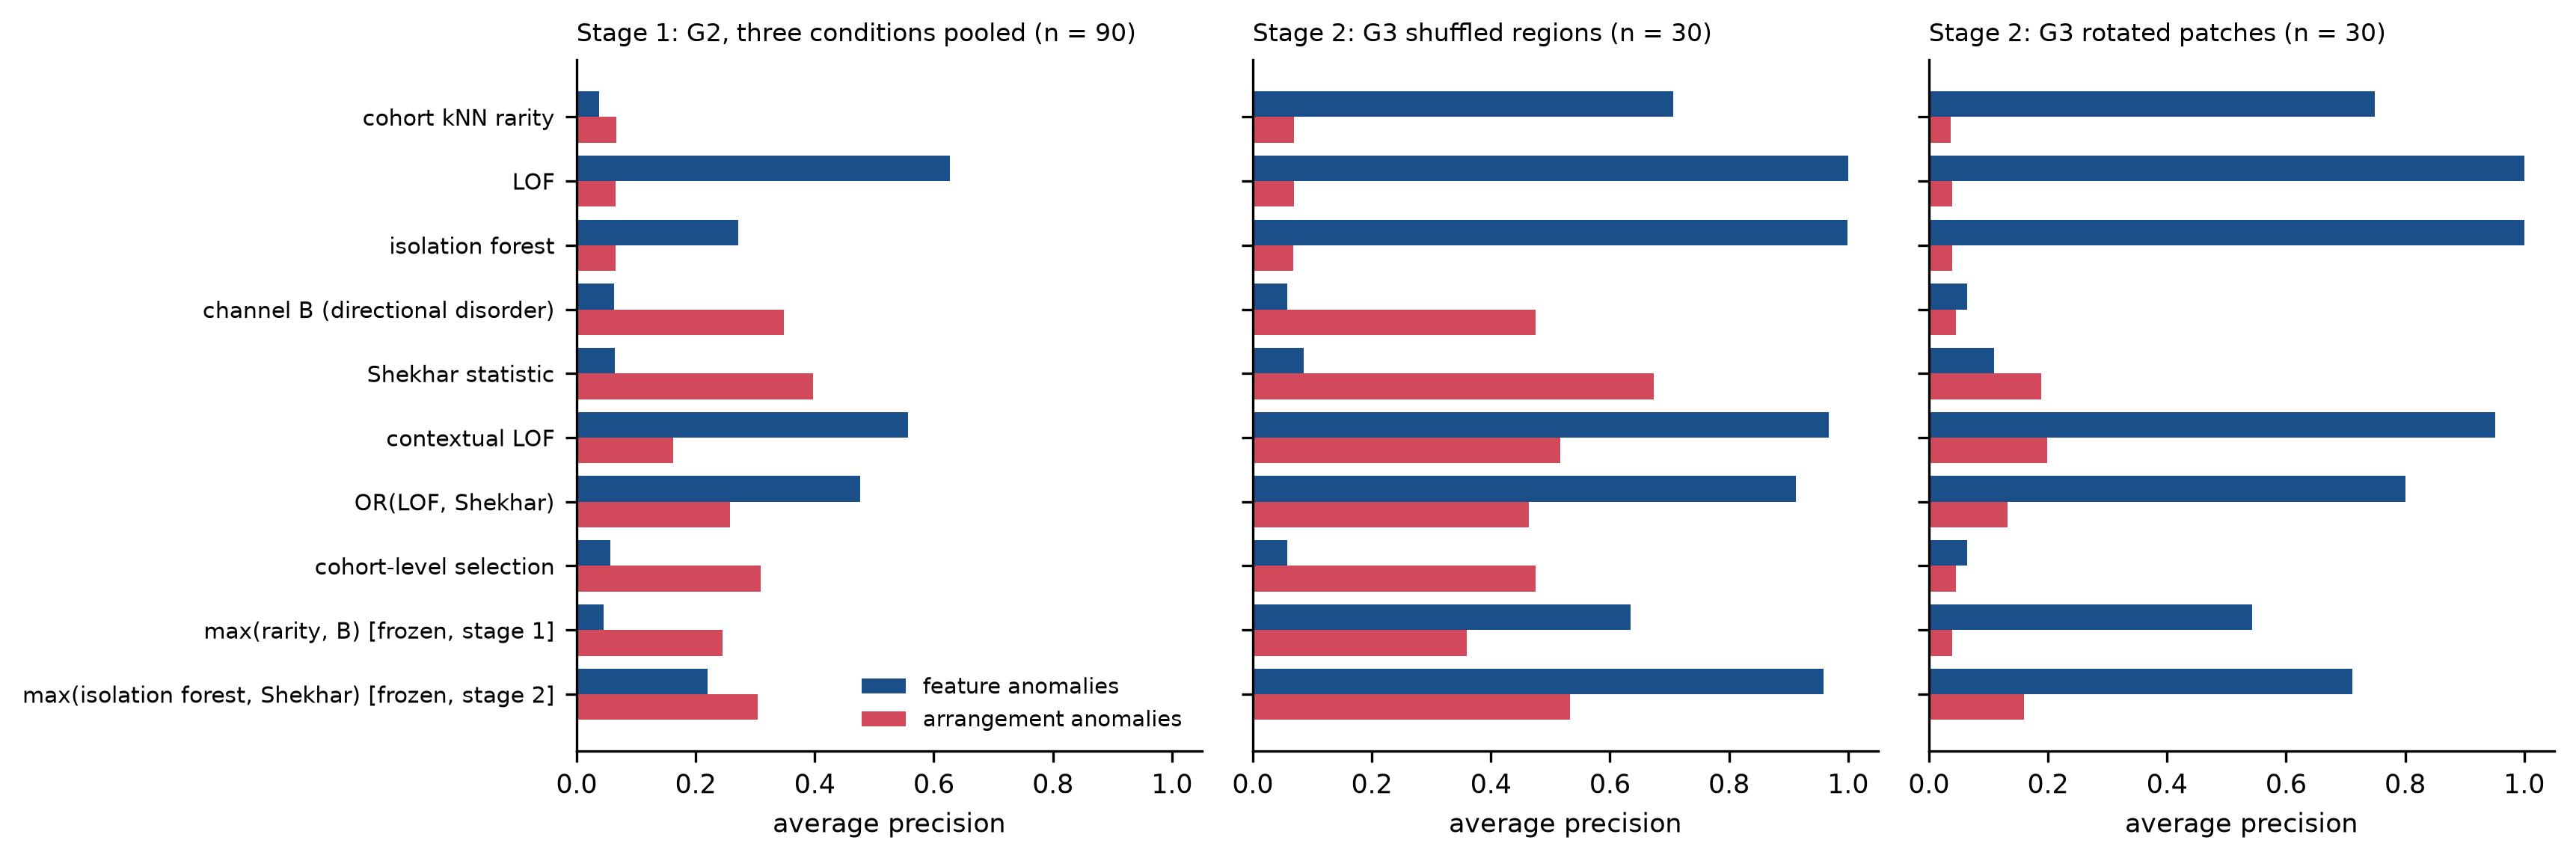 Stage 1: G2, three conditions pooled (n = 90)
Stage 2: G3 shuffled regions (n = 30)
Stage 2: G3 rotated patches (n = 30)
cohort kNN rarity
LOF
isolation forest
channel B (directional disorder)
Shekhar statistic
contextual LOF
OR(LOF, Shekhar)
cohort-level selection
max(rarity, B) [frozen, stage 1]
max(isolation forest, Shekhar) [frozen, stage 2]
feature anomalies
arrangement anomalies
0.0 0.2 0.4 0.6 0.8 1.0
0.0 0.2 0.4 0.6 0.8 1.0
0.0 0.2 0.4 0.6 0.8 1.0
average precision
average precision
average precision